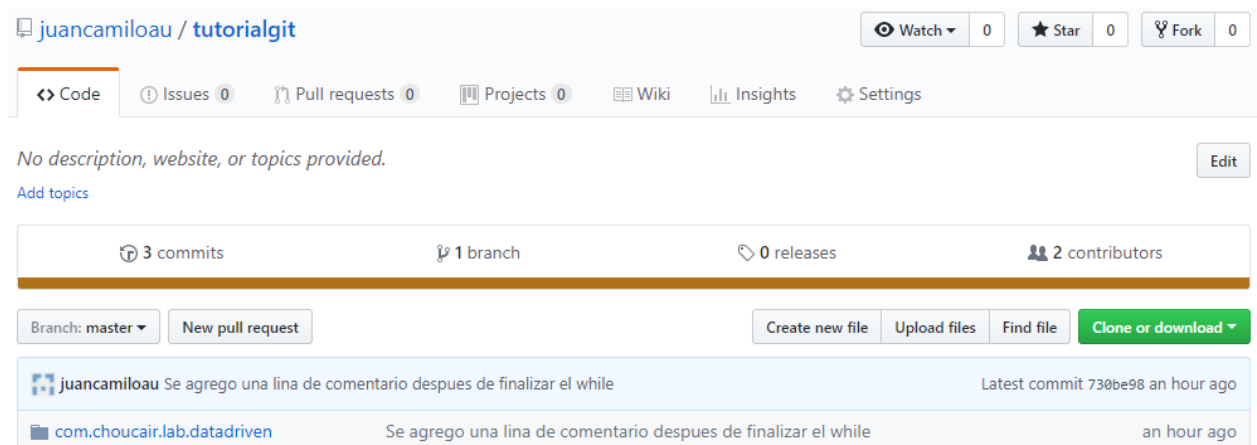 juancamiloau / tutorialgit Watch 0 Star 0 Fork 0
Code Issues 0 Pull requests 0 Projects 0 Wiki Insights Settings
No description, website, or topics provided. Edit
Add topics
3 commits 1 branch 0 releases 2 contributors
Branch: master New pull request Create new file Upload files Find file Clone or download
juancamiloau Se agrego una lina de comentario despues de finalizar el while Latest commit 730be98 an hour ago
com.choucair.lab.datadriven Se agrego una lina de comentario despues de finalizar el while an hour ago